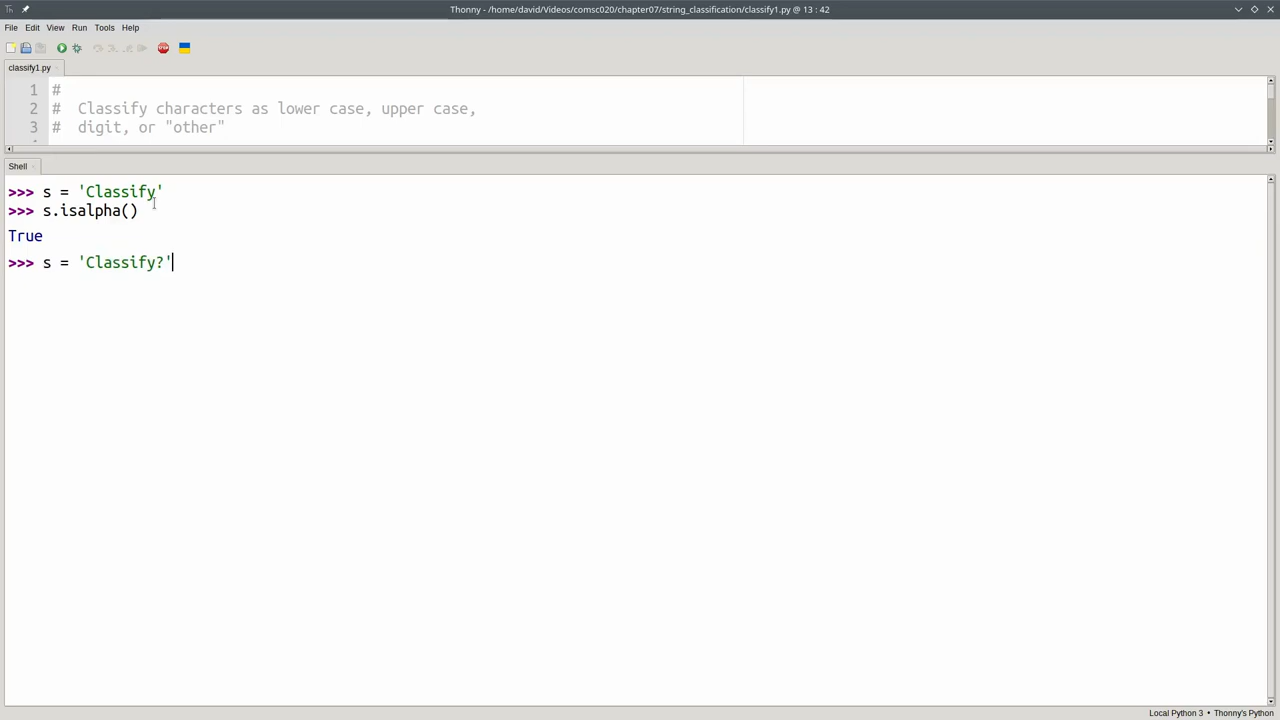 Thonny - /home/david/Videos/comsc020/chapter07/string_classification/classify1.py @ 13 : 42
File Edit View Run Tools Help
STOP
classify1.py
1 #
2 #  Classify characters as lower case, upper case,
3 #  digit, or "other"
Shell
>>> s = 'Classify'
>>> s.isalpha()
True
>>> s = 'Classify?'
Local Python 3 • Thonny's Python